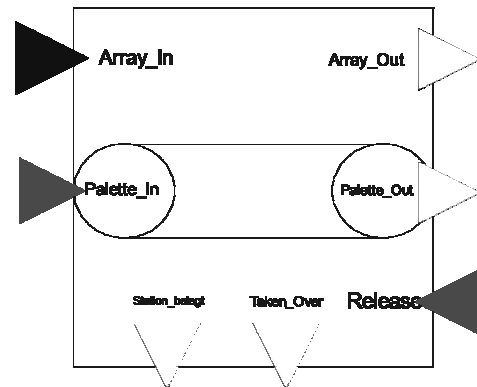 Array_In
Array_Out
Palette_In
Palette_Out
Station_belegt
Taken_Over
Release